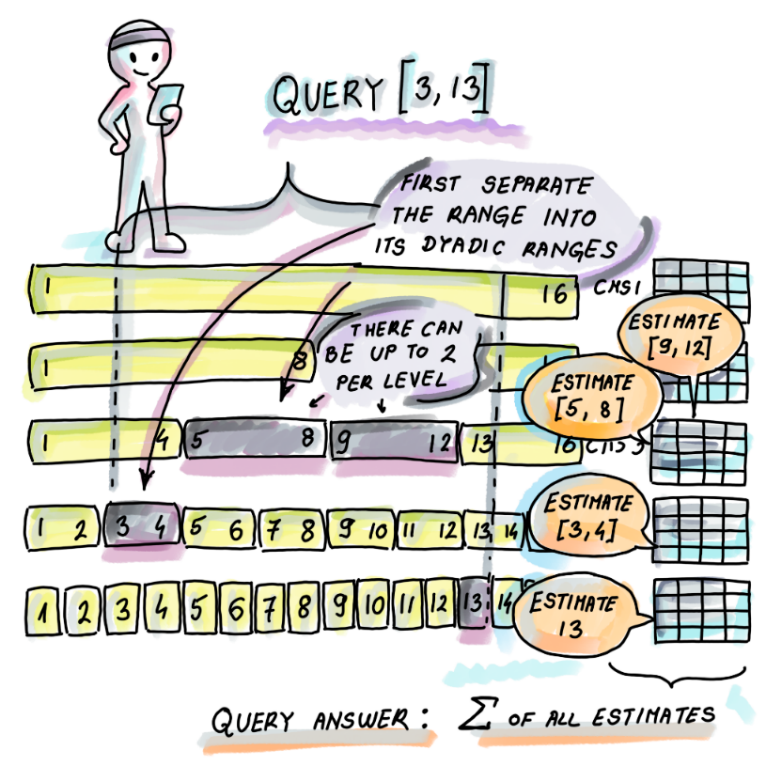 QUERY [3, 13]
FIRST SEPARATE
THE RANGE INTO
ITS DYADIC RANGES
1 16 CMS1
ESTIMATE
[9, 12]
THERE CAN
BE UP TO 2
PER LEVEL
1 8
ESTIMATE
[5, 8]
1 4 5 8 9 12 13 16
1 2 3 4 5 6 7 8 9 10 11 12 13 14
ESTIMATE
[3,4]
1 2 3 4 5 6 7 8 9 10 11 12 13 14
ESTIMATE
13
QUERY ANSWER: Σ OF ALL ESTIMATES